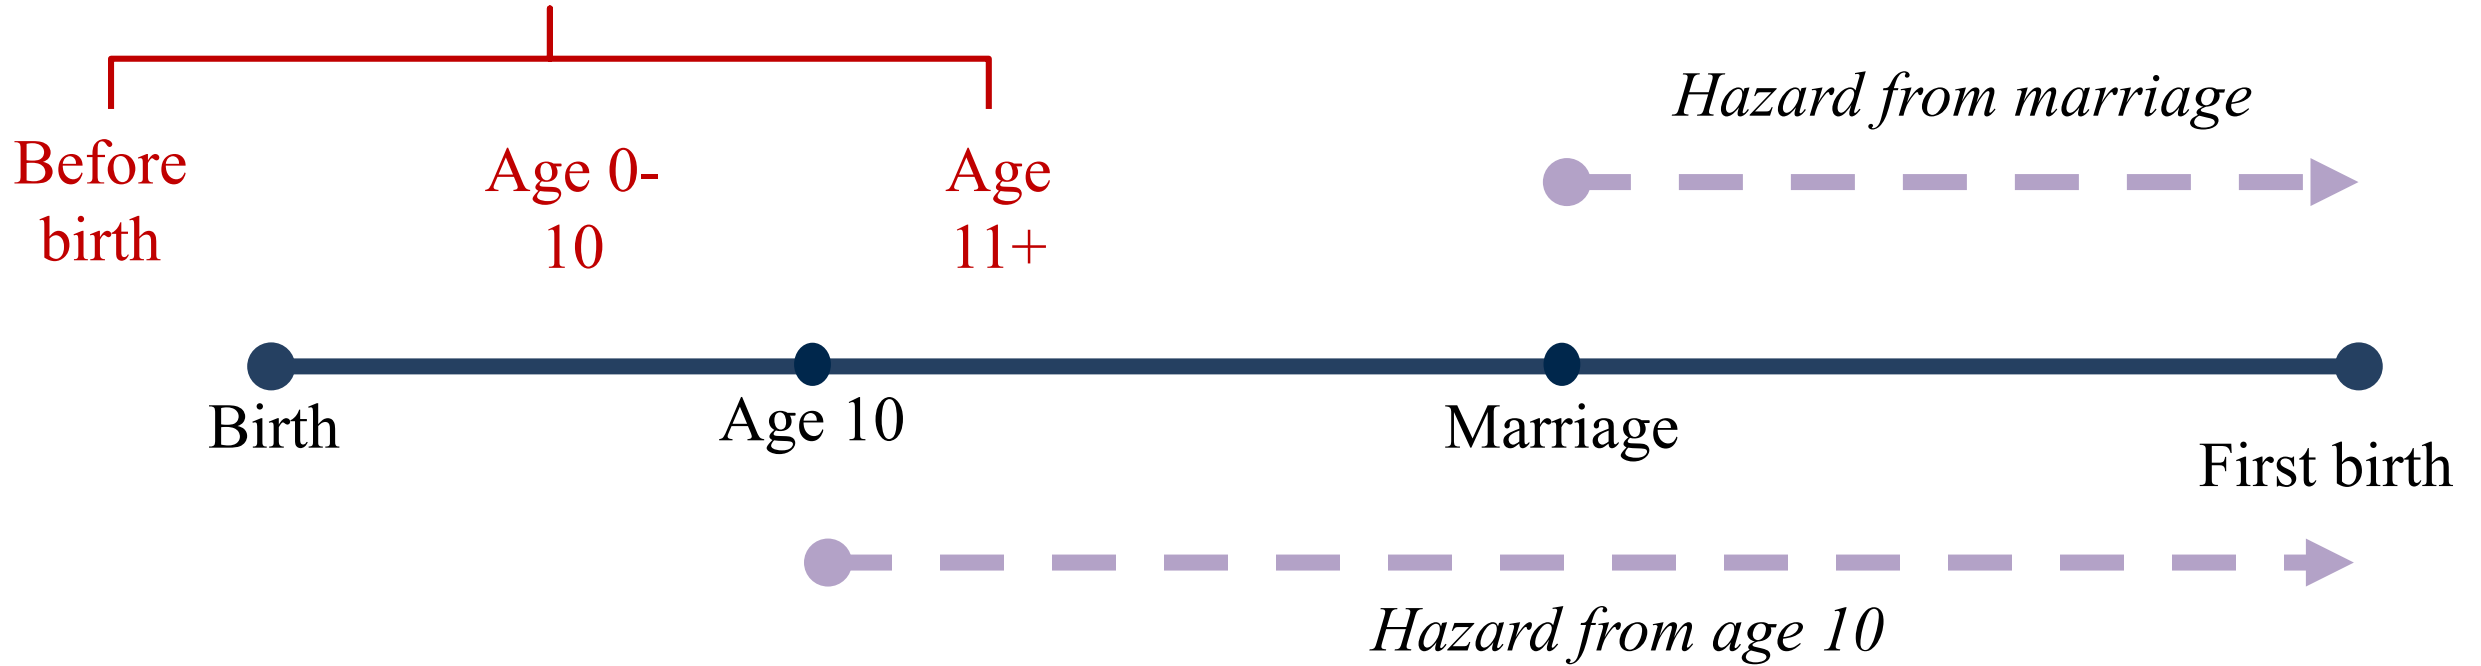 Before
birth
Age 0-
10
Age
11+
Hazard from marriage
Birth
Age 10
Marriage
First birth
Hazard from age 10